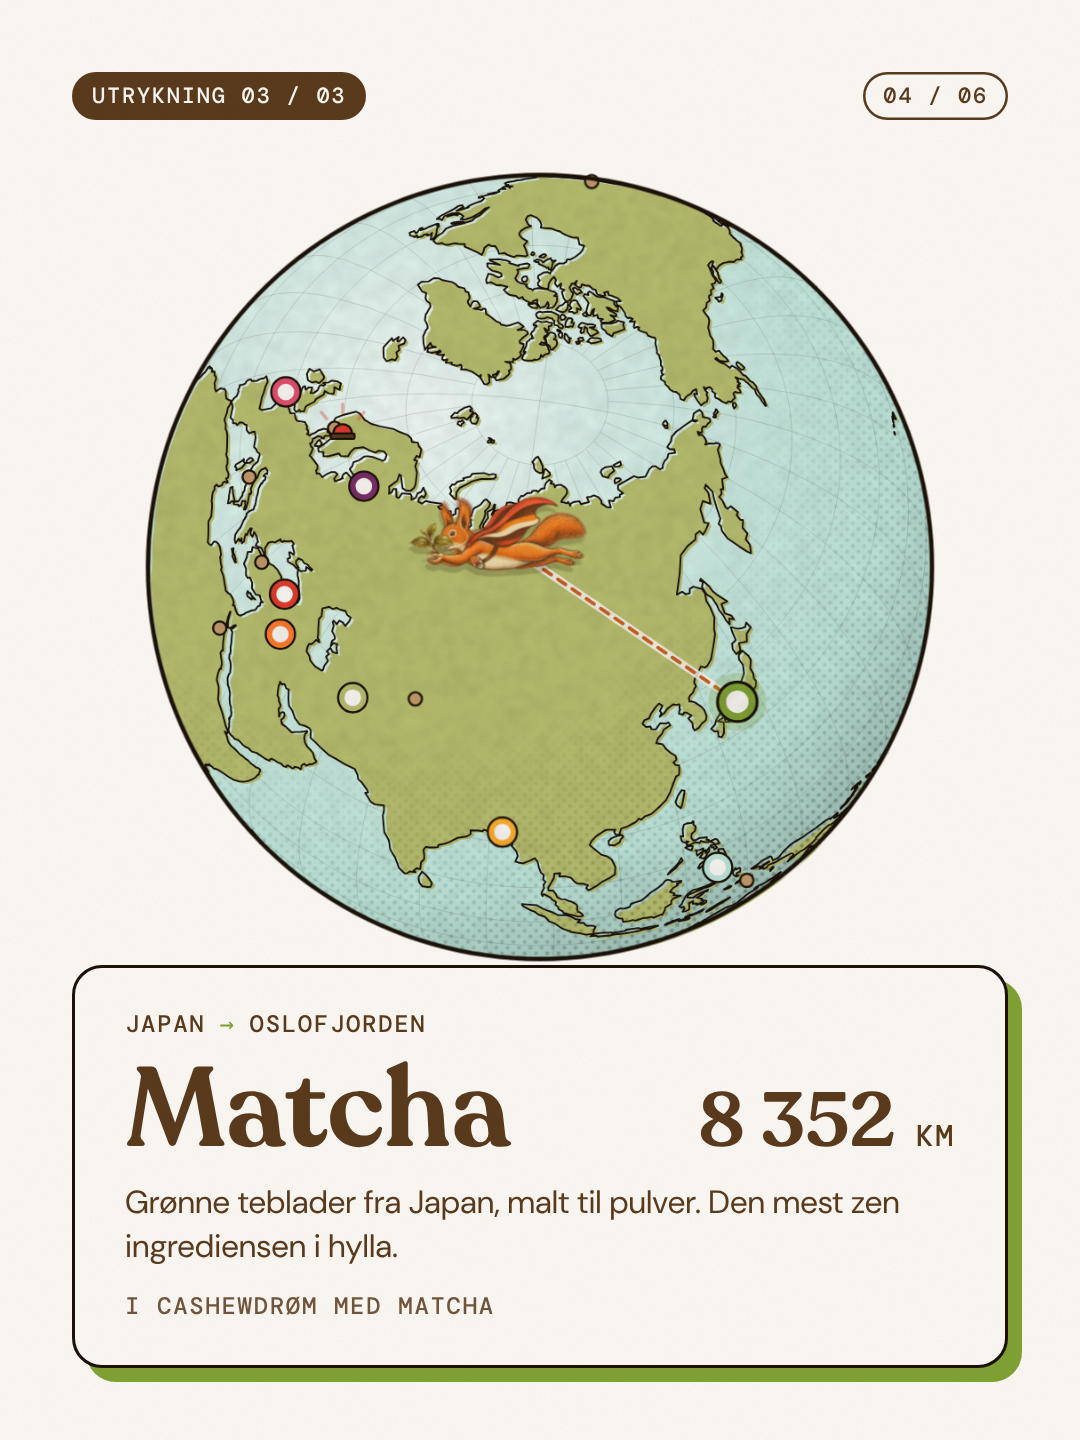 UTRYKNING 03 / 03
04 / 06
JAPAN → OSLOFJORDEN
Matcha
8 352 KM
Grønne teblader fra Japan, malt til pulver. Den mest zen
ingrediensen i hylla.
I CASHEWDRØM MED MATCHA